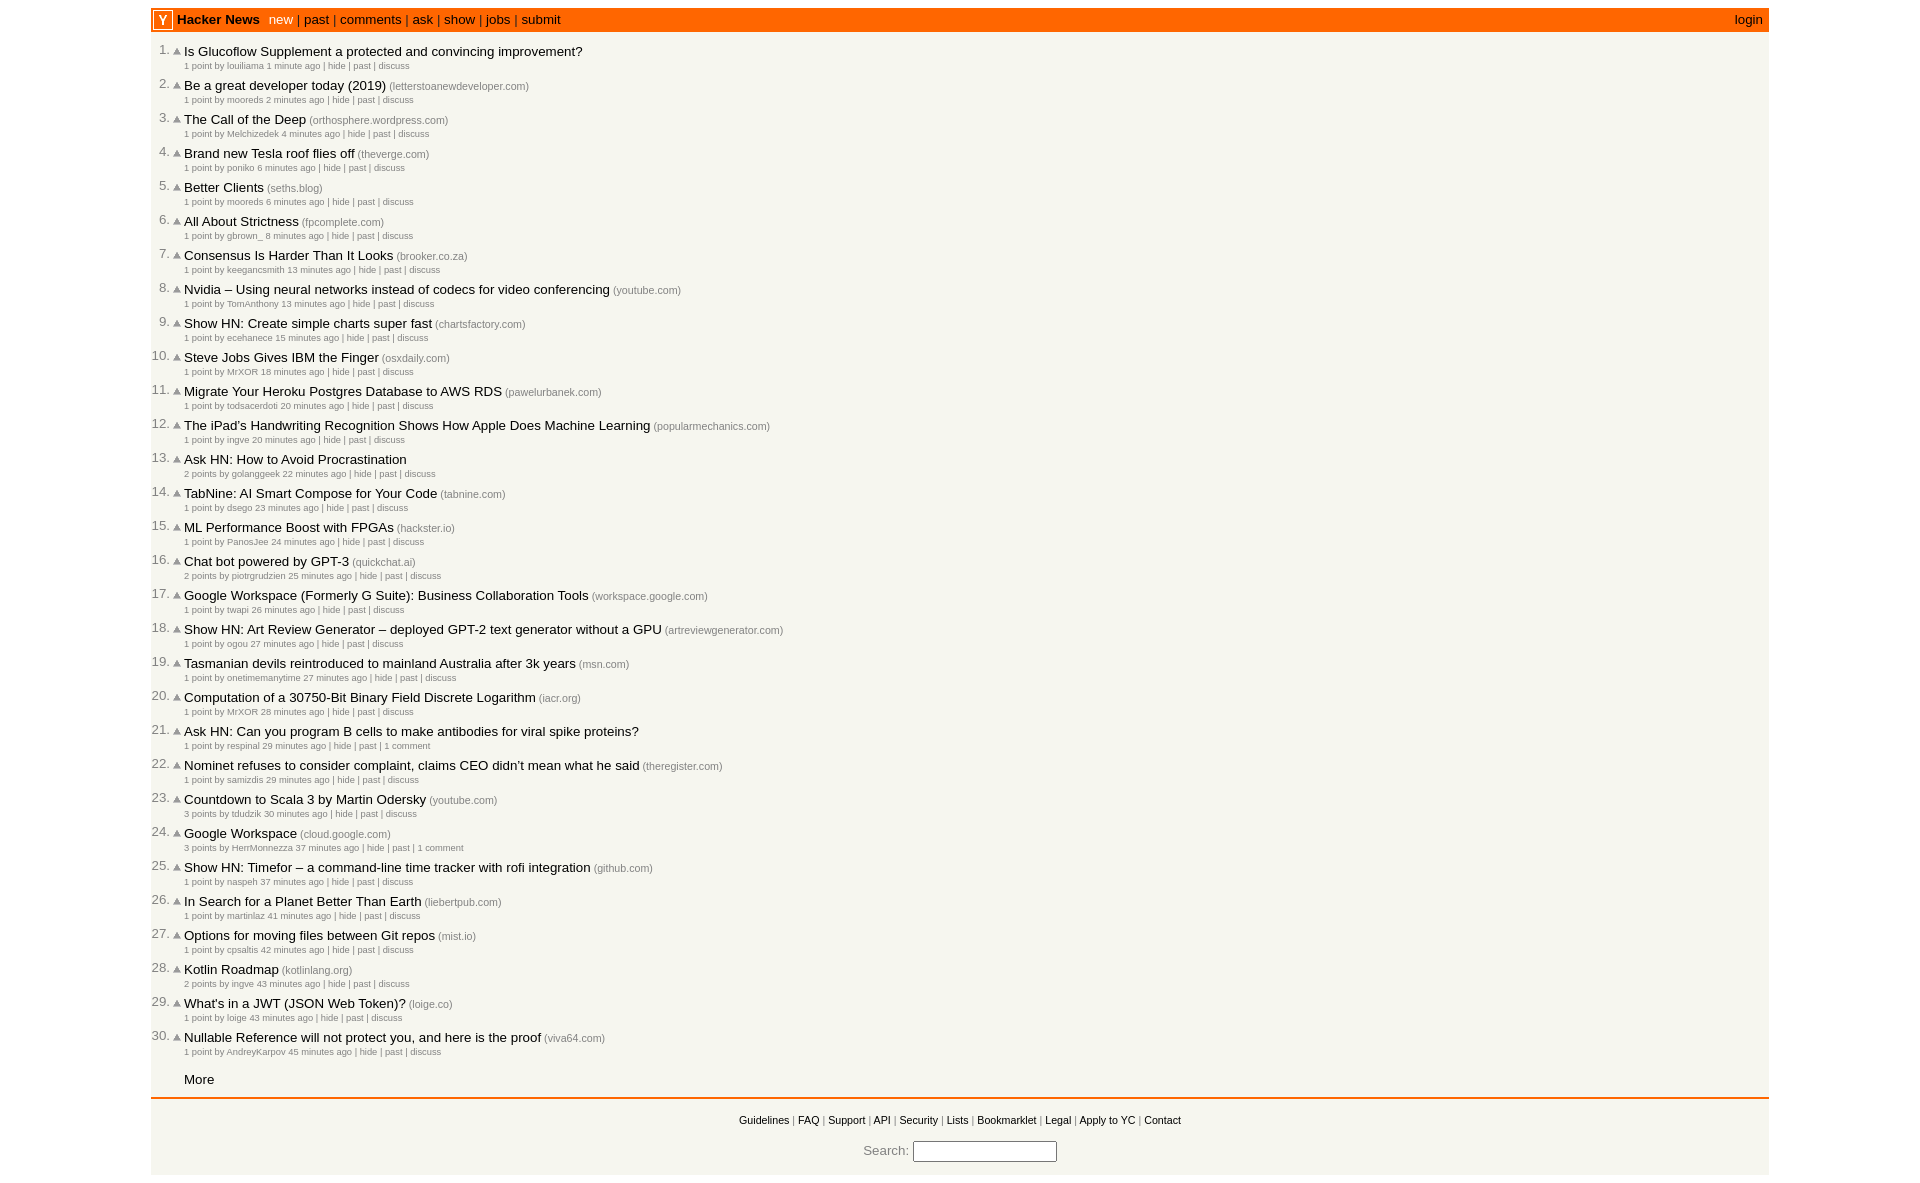 Y Hacker News new | past | comments | ask | show | jobs | submit login
1. Is Glucoflow Supplement a protected and convincing improvement?
1 point by louiliama 1 minute ago | hide | past | discuss
2. Be a great developer today (2019) (letterstoanewdeveloper.com)
1 point by mooreds 2 minutes ago | hide | past | discuss
3. The Call of the Deep (orthosphere.wordpress.com)
1 point by Melchizedek 4 minutes ago | hide | past | discuss
4. Brand new Tesla roof flies off (theverge.com)
1 point by poniko 6 minutes ago | hide | past | discuss
5. Better Clients (seths.blog)
1 point by mooreds 6 minutes ago | hide | past | discuss
6. All About Strictness (fpcomplete.com)
1 point by gbrown_ 8 minutes ago | hide | past | discuss
7. Consensus Is Harder Than It Looks (brooker.co.za)
1 point by keegancsmith 13 minutes ago | hide | past | discuss
8. Nvidia – Using neural networks instead of codecs for video conferencing (youtube.com)
1 point by TomAnthony 13 minutes ago | hide | past | discuss
9. Show HN: Create simple charts super fast (chartsfactory.com)
1 point by ecehanece 15 minutes ago | hide | past | discuss
10. Steve Jobs Gives IBM the Finger (osxdaily.com)
1 point by MrXOR 18 minutes ago | hide | past | discuss
11. Migrate Your Heroku Postgres Database to AWS RDS (pawelurbanek.com)
1 point by todsacerdoti 20 minutes ago | hide | past | discuss
12. The iPad's Handwriting Recognition Shows How Apple Does Machine Learning (popularmechanics.com)
1 point by ingve 20 minutes ago | hide | past | discuss
13. Ask HN: How to Avoid Procrastination
2 points by golanggeek 22 minutes ago | hide | past | discuss
14. TabNine: AI Smart Compose for Your Code (tabnine.com)
1 point by dsego 23 minutes ago | hide | past | discuss
15. ML Performance Boost with FPGAs (hackster.io)
1 point by PanosJee 24 minutes ago | hide | past | discuss
16. Chat bot powered by GPT-3 (quickchat.ai)
2 points by piotrgrudzien 25 minutes ago | hide | past | discuss
17. Google Workspace (Formerly G Suite): Business Collaboration Tools (workspace.google.com)
1 point by twapi 26 minutes ago | hide | past | discuss
18. Show HN: Art Review Generator – deployed GPT-2 text generator without a GPU (artreviewgenerator.com)
1 point by ogou 27 minutes ago | hide | past | discuss
19. Tasmanian devils reintroduced to mainland Australia after 3k years (msn.com)
1 point by onetimemanytime 27 minutes ago | hide | past | discuss
20. Computation of a 30750-Bit Binary Field Discrete Logarithm (iacr.org)
1 point by MrXOR 28 minutes ago | hide | past | discuss
21. Ask HN: Can you program B cells to make antibodies for viral spike proteins?
1 point by respinal 29 minutes ago | hide | past | 1 comment
22. Nominet refuses to consider complaint, claims CEO didn't mean what he said (theregister.com)
1 point by samizdis 29 minutes ago | hide | past | discuss
23. Countdown to Scala 3 by Martin Odersky (youtube.com)
3 points by tdudzik 30 minutes ago | hide | past | discuss
24. Google Workspace (cloud.google.com)
3 points by HerrMonnezza 37 minutes ago | hide | past | 1 comment
25. Show HN: Timefor – a command-line time tracker with rofi integration (github.com)
1 point by naspeh 37 minutes ago | hide | past | discuss
26. In Search for a Planet Better Than Earth (liebertpub.com)
1 point by martinlaz 41 minutes ago | hide | past | discuss
27. Options for moving files between Git repos (mist.io)
1 point by cpsaltis 42 minutes ago | hide | past | discuss
28. Kotlin Roadmap (kotlinlang.org)
2 points by ingve 43 minutes ago | hide | past | discuss
29. What's in a JWT (JSON Web Token)? (loige.co)
1 point by loige 43 minutes ago | hide | past | discuss
30. Nullable Reference will not protect you, and here is the proof (viva64.com)
1 point by AndreyKarpov 45 minutes ago | hide | past | discuss
More
Guidelines | FAQ | Support | API | Security | Lists | Bookmarklet | Legal | Apply to YC | Contact
Search: